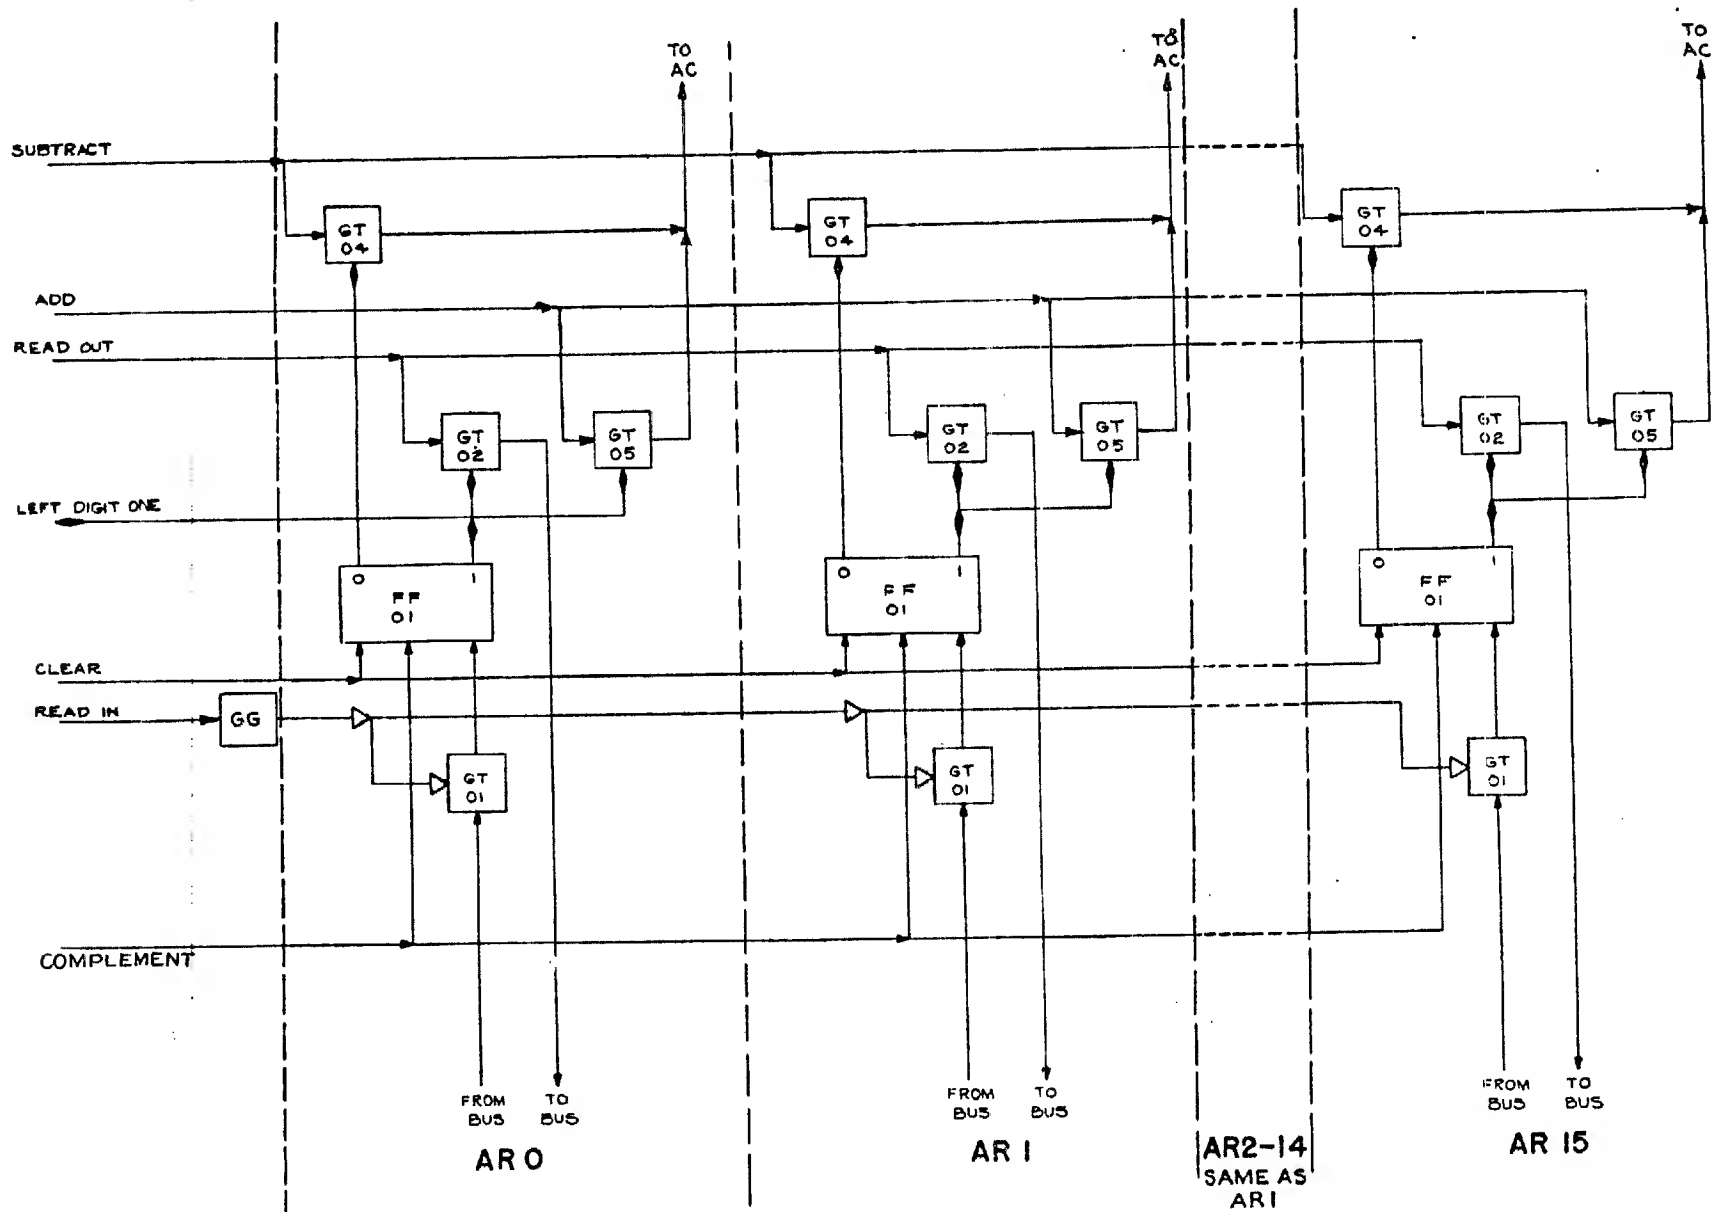 TO
AC
TO
AC
TO
AC
SUBTRACT
GT
04
GT
04
GT
04
ADD
READ OUT
GT
02
GT
05
GT
02
GT
05
GT
02
GT
05
LEFT DIGIT ONE
0 1
FF
01
0 1
FF
01
0 1
FF
01
CLEAR
READ IN
GG
GT
01
GT
01
GT
01
COMPLEMENT
FROM
BUS
TO
BUS
FROM
BUS
TO
BUS
FROM
BUS
TO
BUS
AR 0
AR 1
AR2-14
SAME AS
AR1
AR 15